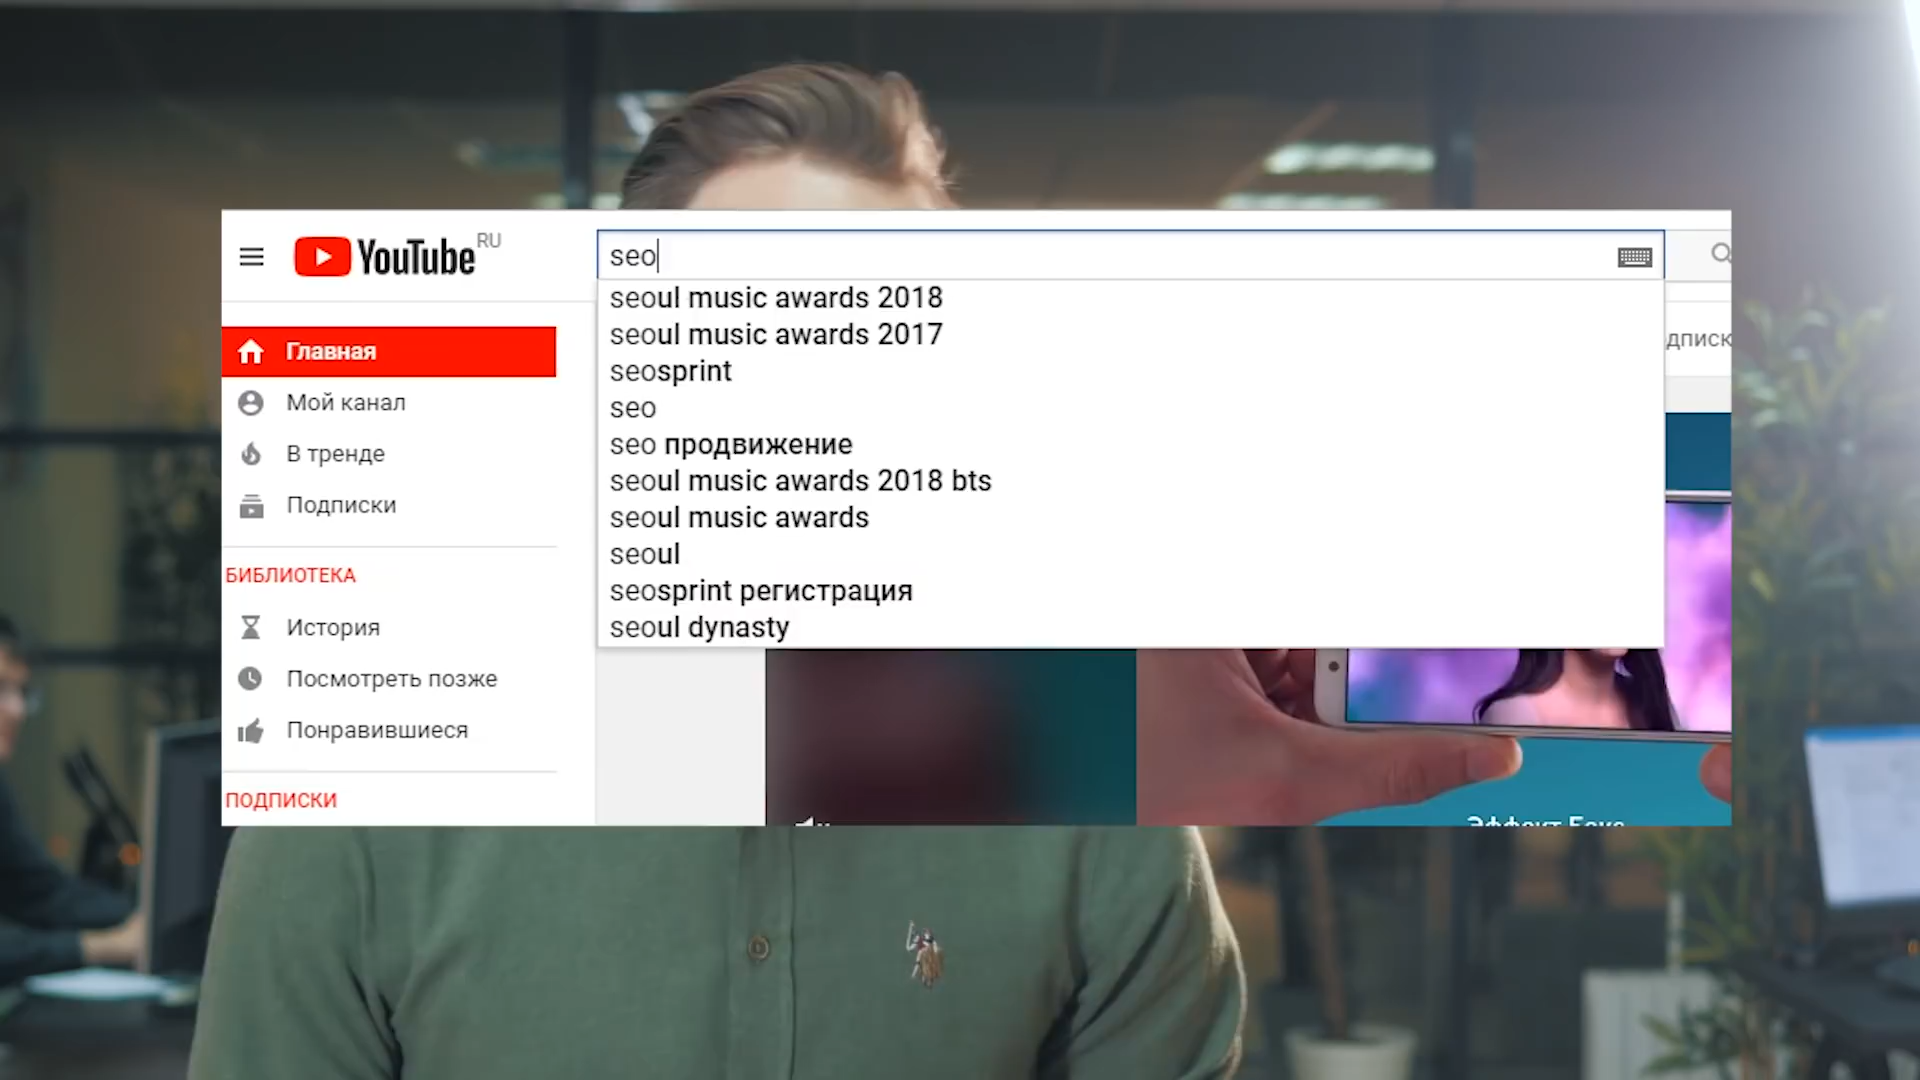 YouTube RU
seo
seoul music awards 2018
seoul music awards 2017
seosprint
seo
seo продвижение
seoul music awards 2018 bts
seoul music awards
seoul
seosprint регистрация
seoul dynasty
Главная
Мой канал
В тренде
Подписки
БИБЛИОТЕКА
История
Посмотреть позже
Понравившиеся
ПОДПИСКИ